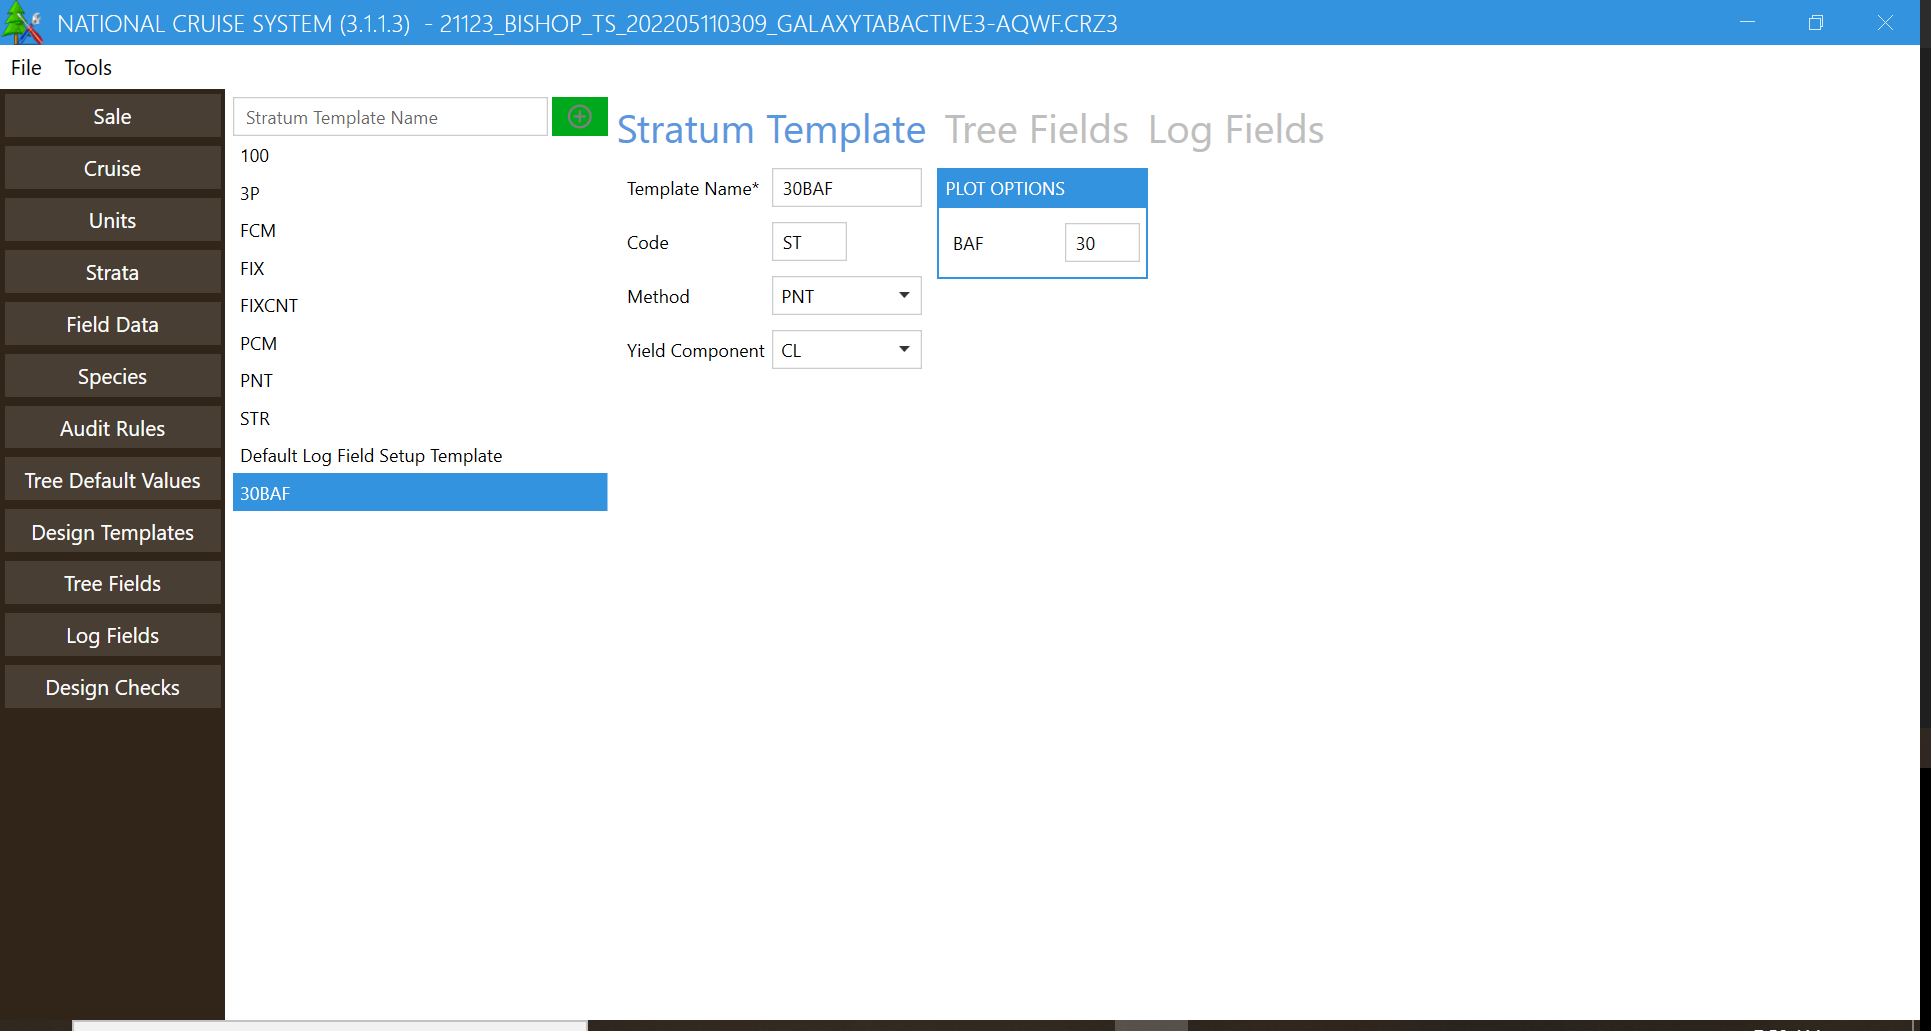 NATIONAL CRUISE SYSTEM (3.1.1.3) - 21123_BISHOP_TS_202205110309_GALAXYTABACTIVE3-AQWF.CRZ3
File Tools
Sale
Cruise
Units
Strata
Field Data
Species
Audit Rules
Tree Default Values
Design Templates
Tree Fields
Log Fields
Design Checks
Stratum Template Name
100
3P
FCM
FIX
FIXCNT
PCM
PNT
STR
Default Log Field Setup Template
30BAF
Stratum Template Tree Fields Log Fields
Template Name* 30BAF
Code ST
Method PNT
Yield Component CL
PLOT OPTIONS
BAF 30